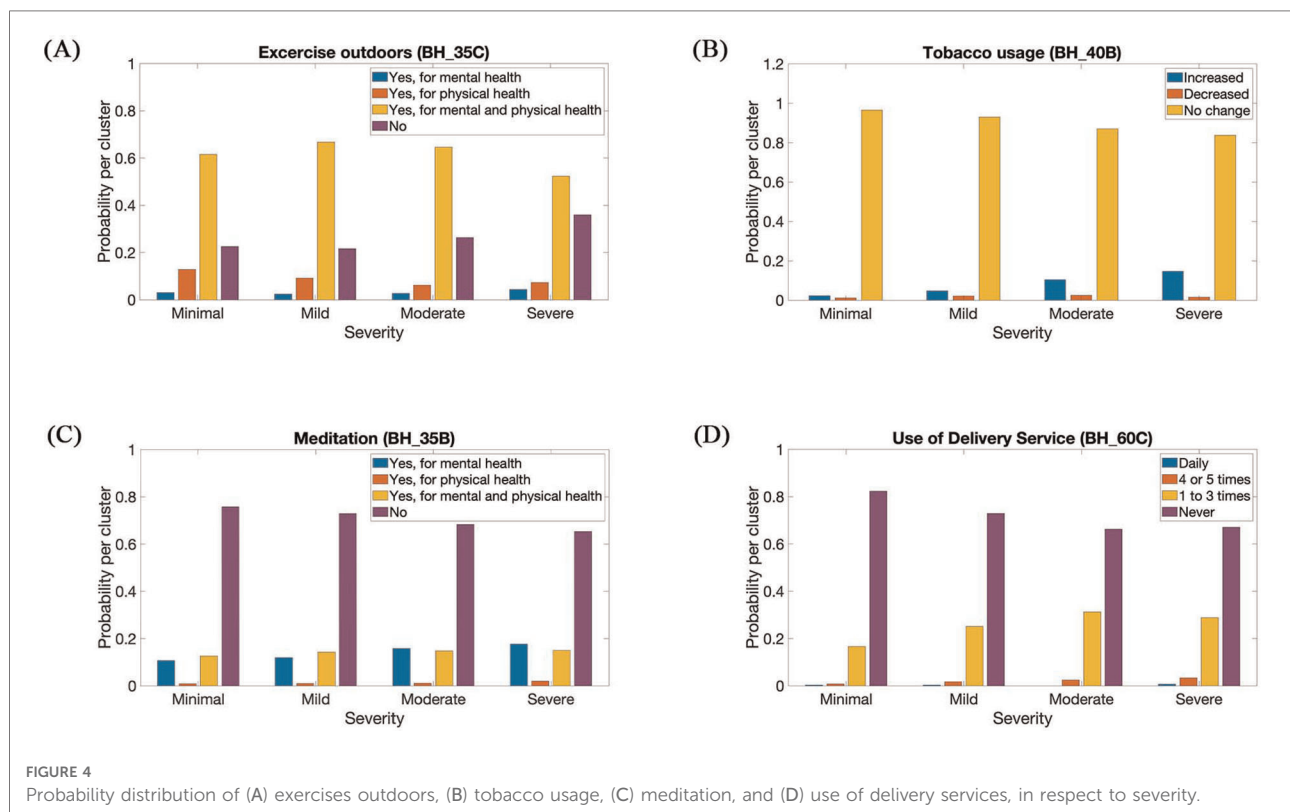 (A)
Excercise outdoors (BH_35C)
1
0.8
0.6
0.4
0.2
0
Probability per cluster
Yes, for mental health
Yes, for physical health
Yes, for mental and physical health
No
Minimal Mild Moderate Severe
Severity
(B)
Tobacco usage (BH_40B)
1.2
1
0.8
0.6
0.4
0.2
0
Probability per cluster
Increased
Decreased
No change
Minimal Mild Moderate Severe
Severity
(C)
Meditation (BH_35B)
1
0.8
0.6
0.4
0.2
0
Probability per cluster
Yes, for mental health
Yes, for physical health
Yes, for mental and physical health
No
Minimal Mild Moderate Severe
Severity
(D)
Use of Delivery Service (BH_60C)
1
0.8
0.6
0.4
0.2
0
Probability per cluster
Daily
4 or 5 times
1 to 3 times
Never
Minimal Mild Moderate Severe
Severity
FIGURE 4
Probability distribution of (A) exercises outdoors, (B) tobacco usage, (C) meditation, and (D) use of delivery services, in respect to severity.